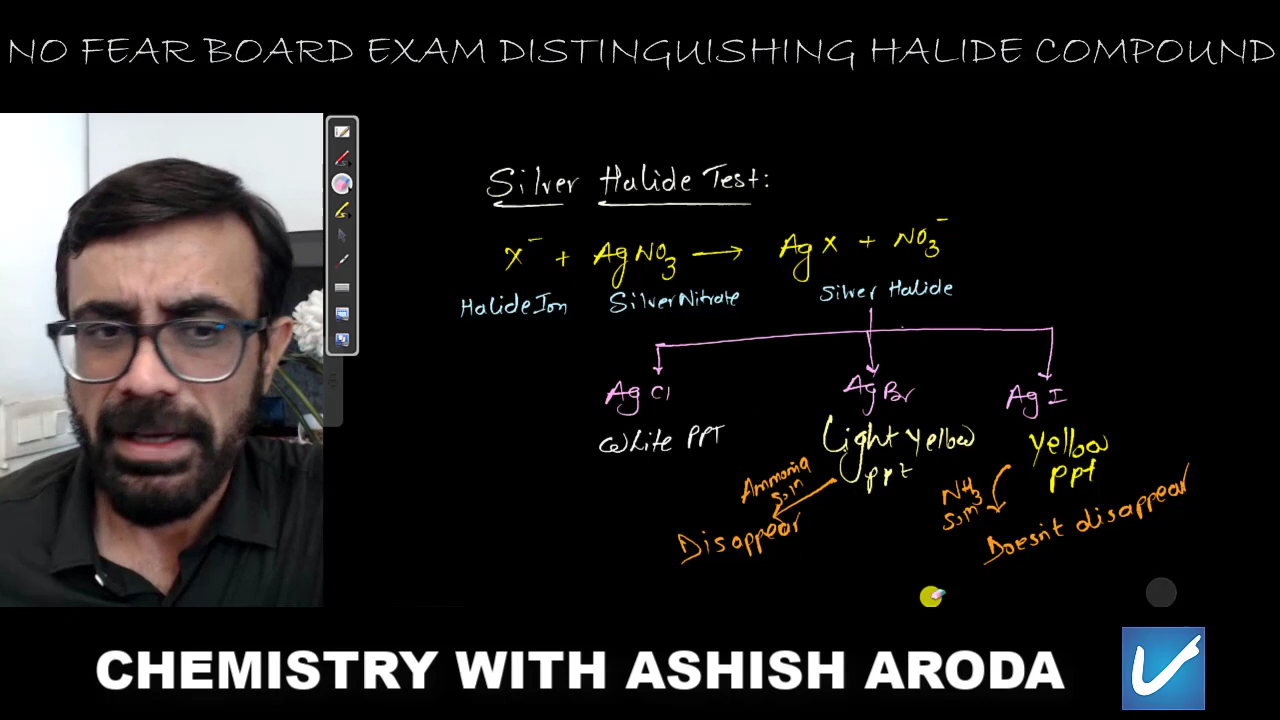 NO FEAR BOARD EXAM DISTINGUISHING HALIDE COMPOUND
Silver Halide Test:
X⁻ + AgNO₃ → AgX + NO₃⁻
Halide Ion Silver Nitrate Silver Halide
AgCl AgBr AgI
White PPT Light Yellow ppt Yellow ppt
Ammonia soln
NH₃ soln
Disappear
Doesn't disappear
CHEMISTRY WITH ASHISH ARODA